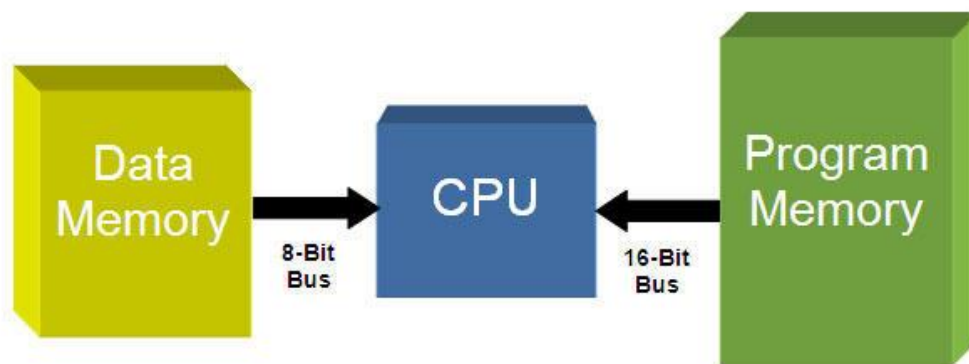 Data
Memory
8-Bit
Bus
CPU
16-Bit
Bus
Program
Memory